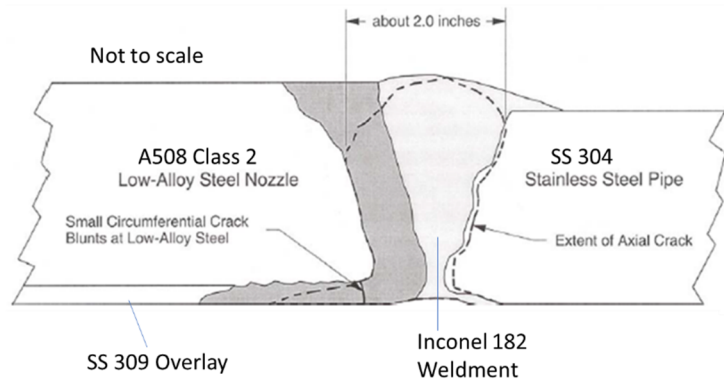 about 2.0 inches
Not to scale
A508 Class 2
Low-Alloy Steel Nozzle
SS 304
Stainless Steel Pipe
Small Circumferential Crack
Blunts at Low-Alloy Steel
Extent of Axial Crack
SS 309 Overlay
Inconel 182
Weldment